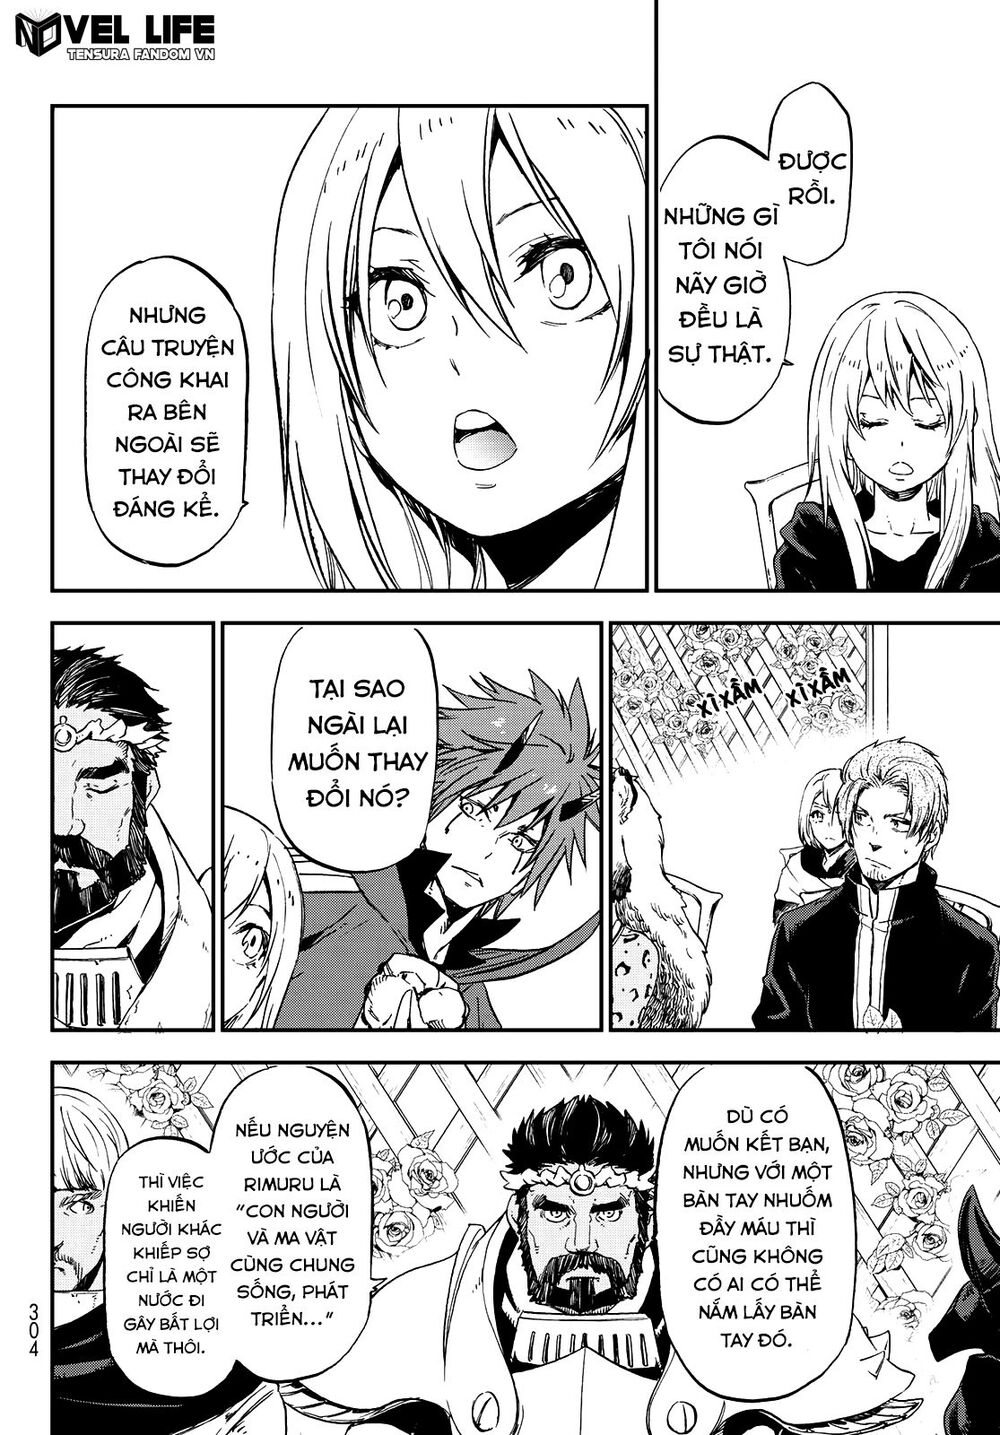 NOVEL LIFE
TENSURA FANDOM VN
ĐƯỢC
RỒI.
NHỮNG GÌ
TÔI NÓI
NÃY GIỜ
ĐỀU LÀ
SỰ THẬT.
NHƯNG
CÂU TRUYỆN
CÔNG KHAI
RA BÊN
NGOÀI SẼ
THAY ĐỔI
ĐÁNG KỂ.
XÌ XẦM
XÌ XẦM
TẠI SAO
NGÀI LẠI
MUỐN THAY
ĐỔI NÓ?
DÙ CÓ
MUỐN KẾT BẠN,
NHƯNG VỚI MỘT
BÀN TAY NHUỐM
ĐẦY MÁU THÌ
CŨNG KHÔNG
CÓ AI CÓ THỂ
NẮM LẤY BÀN
TAY ĐÓ.
NẾU NGUYỆN
ƯỚC CỦA
RIMURU LÀ
“CON NGƯỜI
VÀ MA VẬT
CÙNG CHUNG
SỐNG, PHÁT
TRIỂN...”
THÌ VIỆC
KHIẾN
NGƯỜI KHÁC
KHIẾP SỢ
CHỈ LÀ MỘT
NƯỚC ĐI
GÂY BẤT LỢI
MÀ THÔI.
304